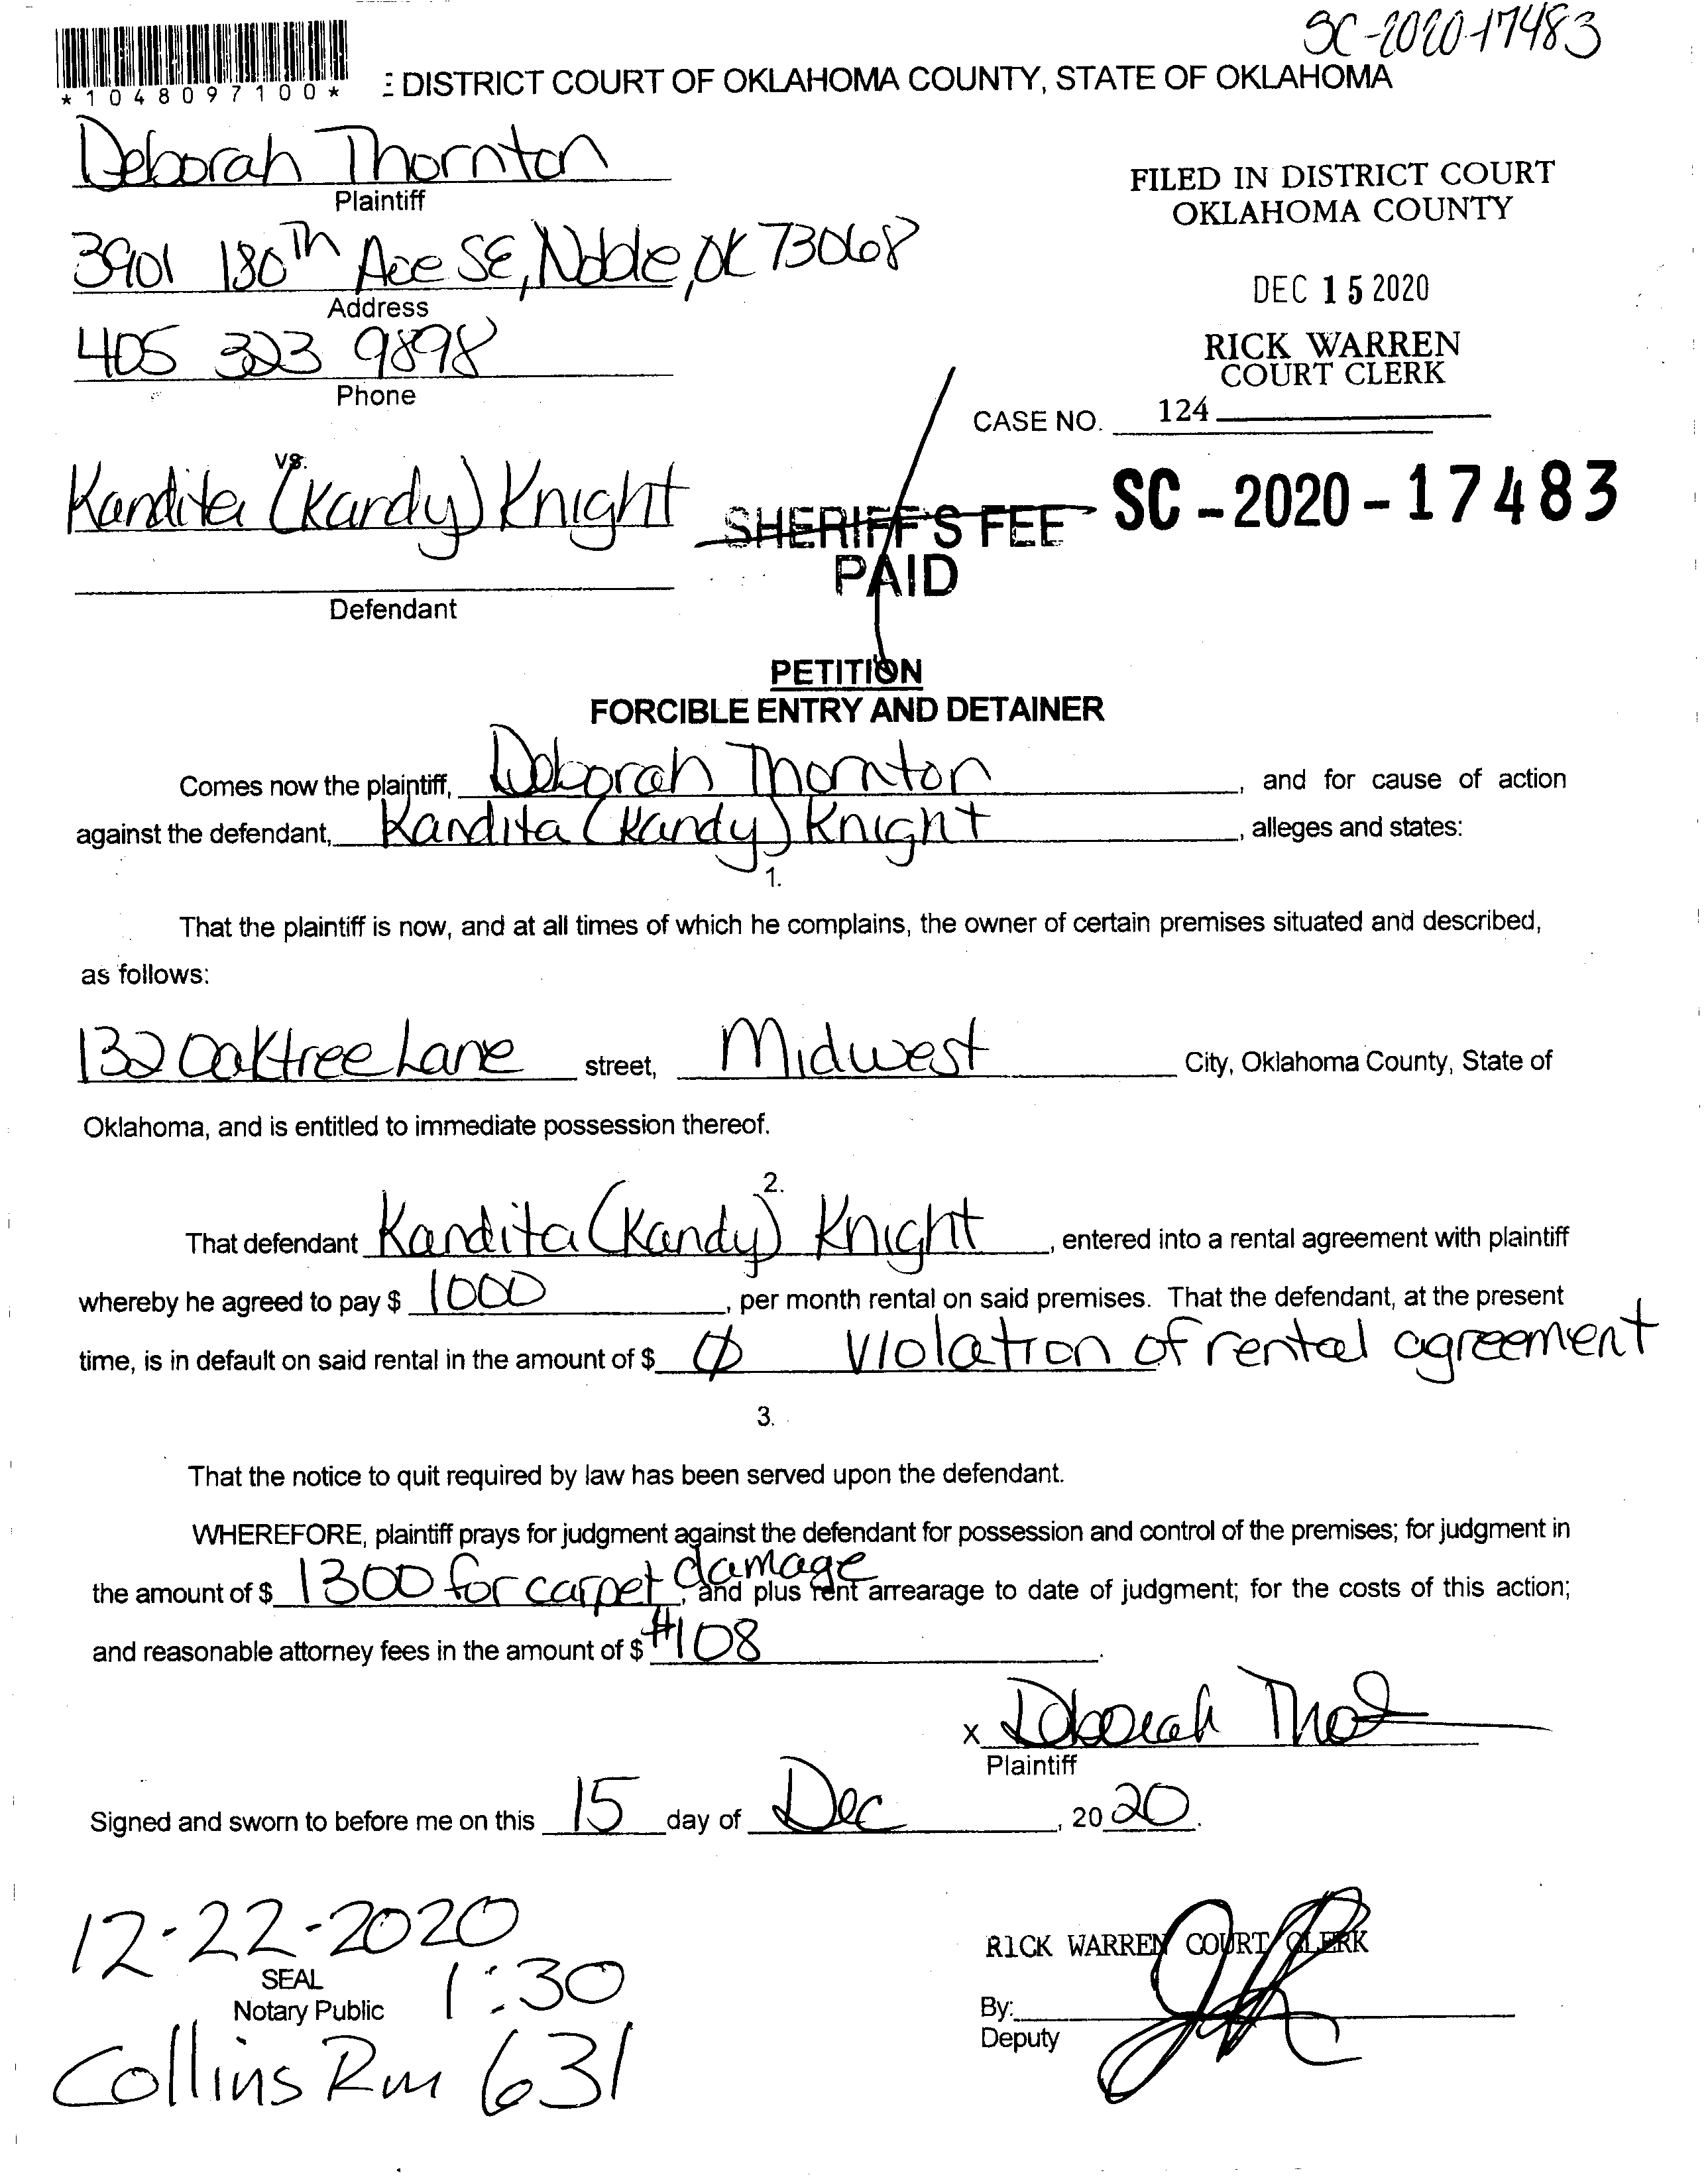 SC-2020-17483
*1048097100*
DISTRICT COURT OF OKLAHOMA COUNTY, STATE OF OKLAHOMA
Deborah Thornton
Plaintiff
3901 180th Ave SE, Noble, OK 73068
Address
405 323 9898
Phone
FILED IN DISTRICT COURT
OKLAHOMA COUNTY
DEC 15 2020
RICK WARREN
COURT CLERK
124
CASE NO.
SC-2020-17483
vs.
Kandita (Kandy) Knight
Defendant
SHERIFF'S FEE
PAID
PETITION
FORCIBLE ENTRY AND DETAINER
Comes now the plaintiff, Deborah Thornton, and for cause of action
against the defendant, Kandita (Kandy) Knight, alleges and states:
1.
That the plaintiff is now, and at all times of which he complains, the owner of certain premises situated and described,
as follows:
132 Oaktree Lane street, Midwest City, Oklahoma County, State of
Oklahoma, and is entitled to immediate possession thereof.
2.
That defendant Kandita (Kandy) Knight, entered into a rental agreement with plaintiff
whereby he agreed to pay $ 1000, per month rental on said premises. That the defendant, at the present
time, is in default on said rental in the amount of $ Ø violation of rental agreement
3.
That the notice to quit required by law has been served upon the defendant.
WHEREFORE, plaintiff prays for judgment against the defendant for possession and control of the premises; for judgment in
the amount of $ 1300 for carpet damage, and plus rent arrearage to date of judgment; for the costs of this action;
and reasonable attorney fees in the amount of $ #108.
x Deborah Thornton
Plaintiff
Signed and sworn to before me on this 15 day of Dec, 2020.
12-22-2020
SEAL
Notary Public
1:30
Collins Rm 631
RICK WARREN COURT CLERK
By:
Deputy